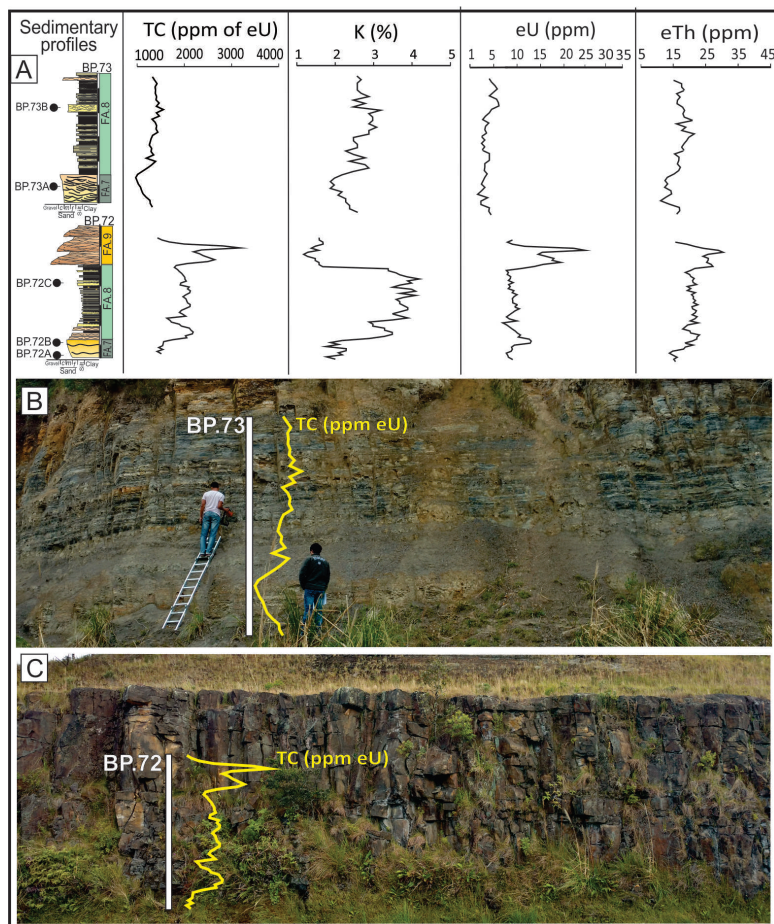 Sedimentary
profiles
TC (ppm of eU)
K (%)
eU (ppm)
eTh (ppm)
1000 2000 3000 4000
1 2 3 4 5
1 5 15 25 30 35
5 15 25 35 45
A
BP.73
BP.73B
FA.8
BP.73A
FA.7
Gravel
Sand
Clay
BP.72
FA.9
BP.72C
FA.8
BP.72B
FA.7
BP.72A
Gravel
Sand
Clay
B
BP.73
TC (ppm eU)
C
BP.72
TC (ppm eU)